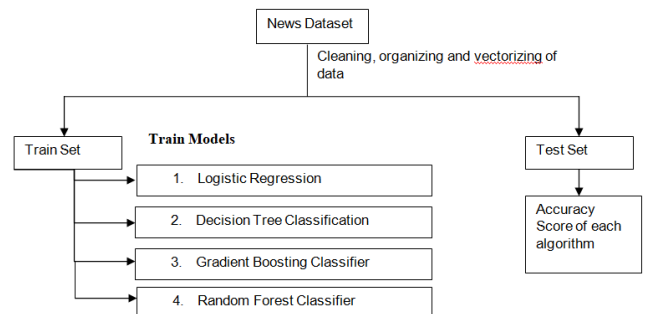 News Dataset
Cleaning, organizing and vectorizing of
data
Train Set
Train Models
Test Set
1. Logistic Regression
2. Decision Tree Classification
3. Gradient Boosting Classifier
4. Random Forest Classifier
Accuracy
Score of each
algorithm